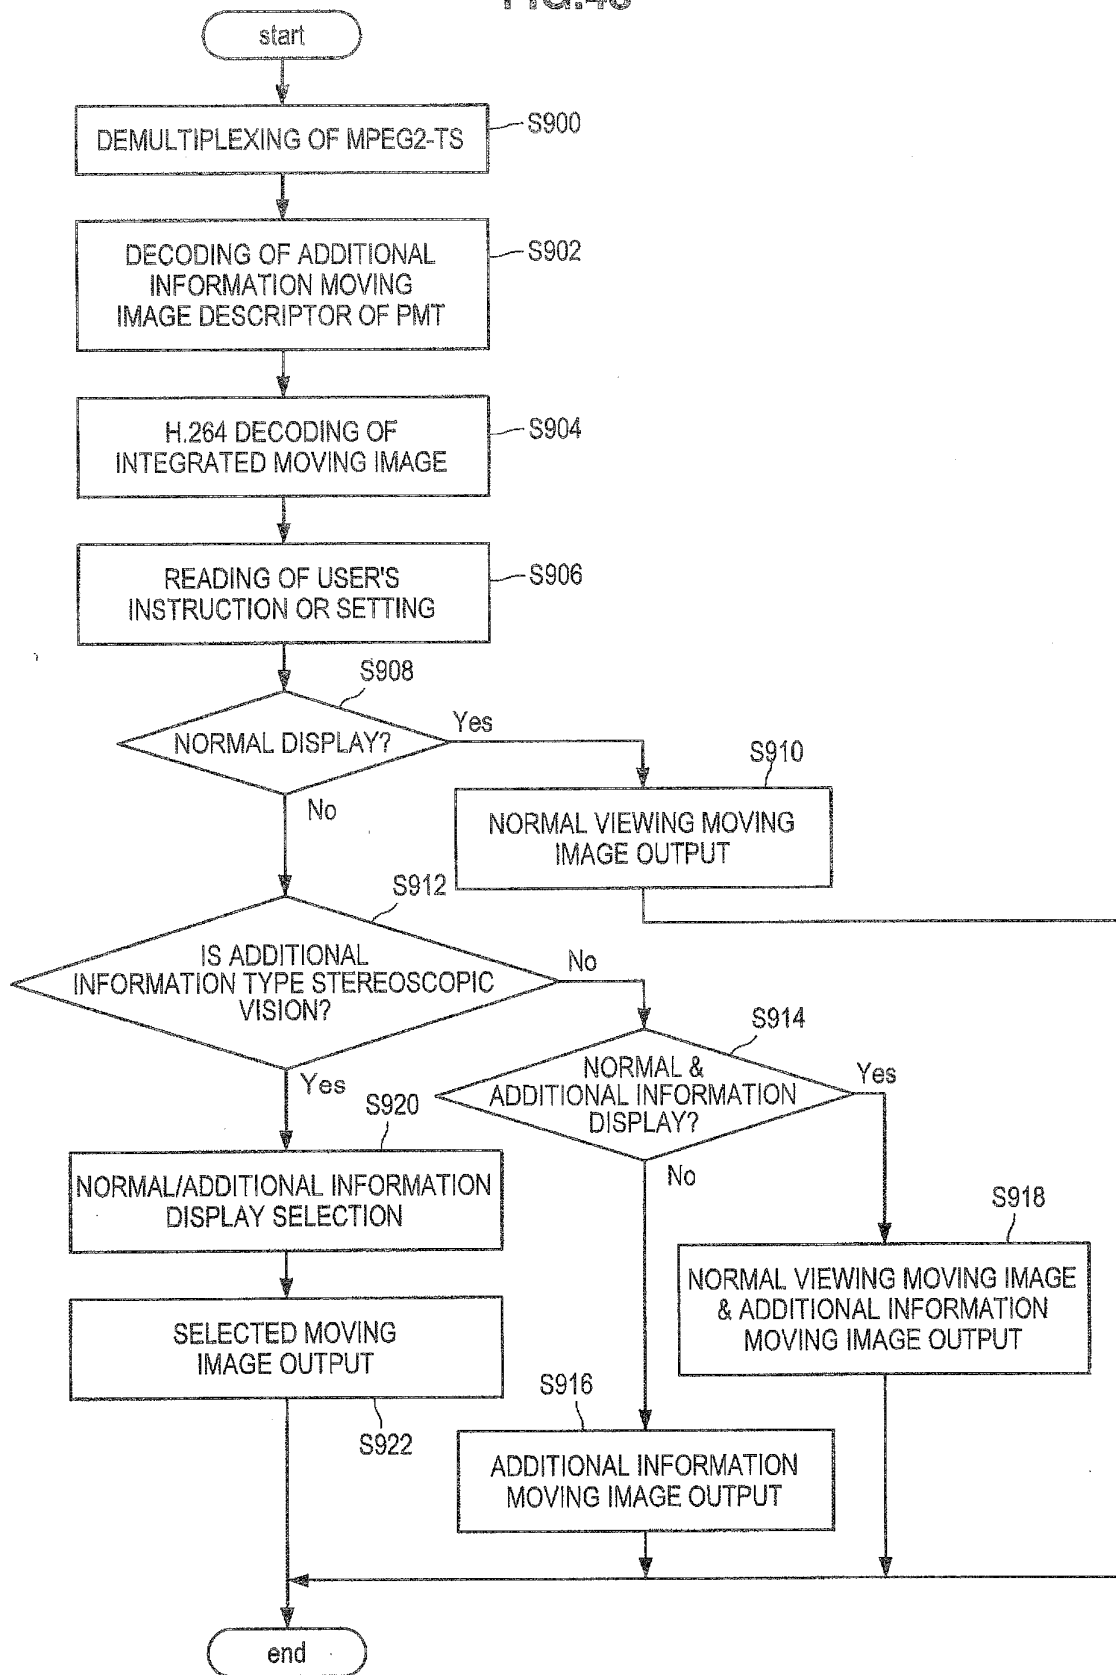 start
DEMULTIPLEXING OF MPEG2-TS
S900
DECODING OF ADDITIONAL
INFORMATION MOVING
IMAGE DESCRIPTOR OF PMT
S902
H.264 DECODING OF
INTEGRATED MOVING IMAGE
S904
READING OF USER'S
INSTRUCTION OR SETTING
S906
S908
NORMAL DISPLAY?
Yes
No
S910
NORMAL VIEWING MOVING
IMAGE OUTPUT
S912
IS ADDITIONAL
INFORMATION TYPE STEREOSCOPIC
VISION?
No
Yes
S914
NORMAL &
ADDITIONAL INFORMATION
DISPLAY?
Yes
No
S920
NORMAL/ADDITIONAL INFORMATION
DISPLAY SELECTION
S918
NORMAL VIEWING MOVING IMAGE
& ADDITIONAL INFORMATION
MOVING IMAGE OUTPUT
SELECTED MOVING
IMAGE OUTPUT
S922
S916
ADDITIONAL INFORMATION
MOVING IMAGE OUTPUT
end